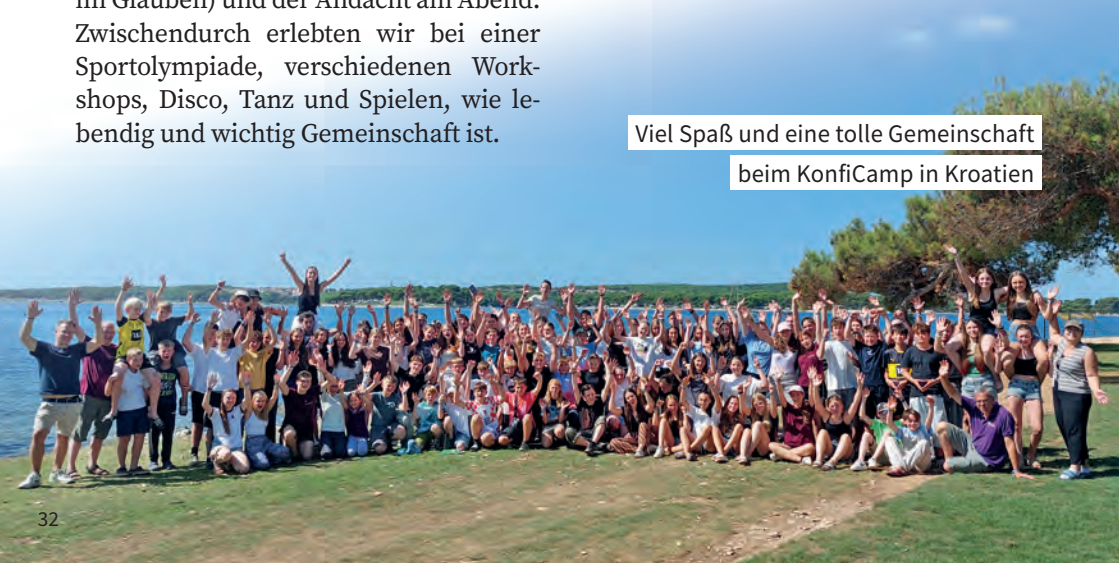 im Glauben) und der Andacht am Abend.
Zwischendurch erlebten wir bei einer
Sportolympiade, verschiedenen Work-
shops, Disco, Tanz und Spielen, wie le-
bendig und wichtig Gemeinschaft ist.
Viel Spaß und eine tolle Gemeinschaft
beim KonfiCamp in Kroatien
32